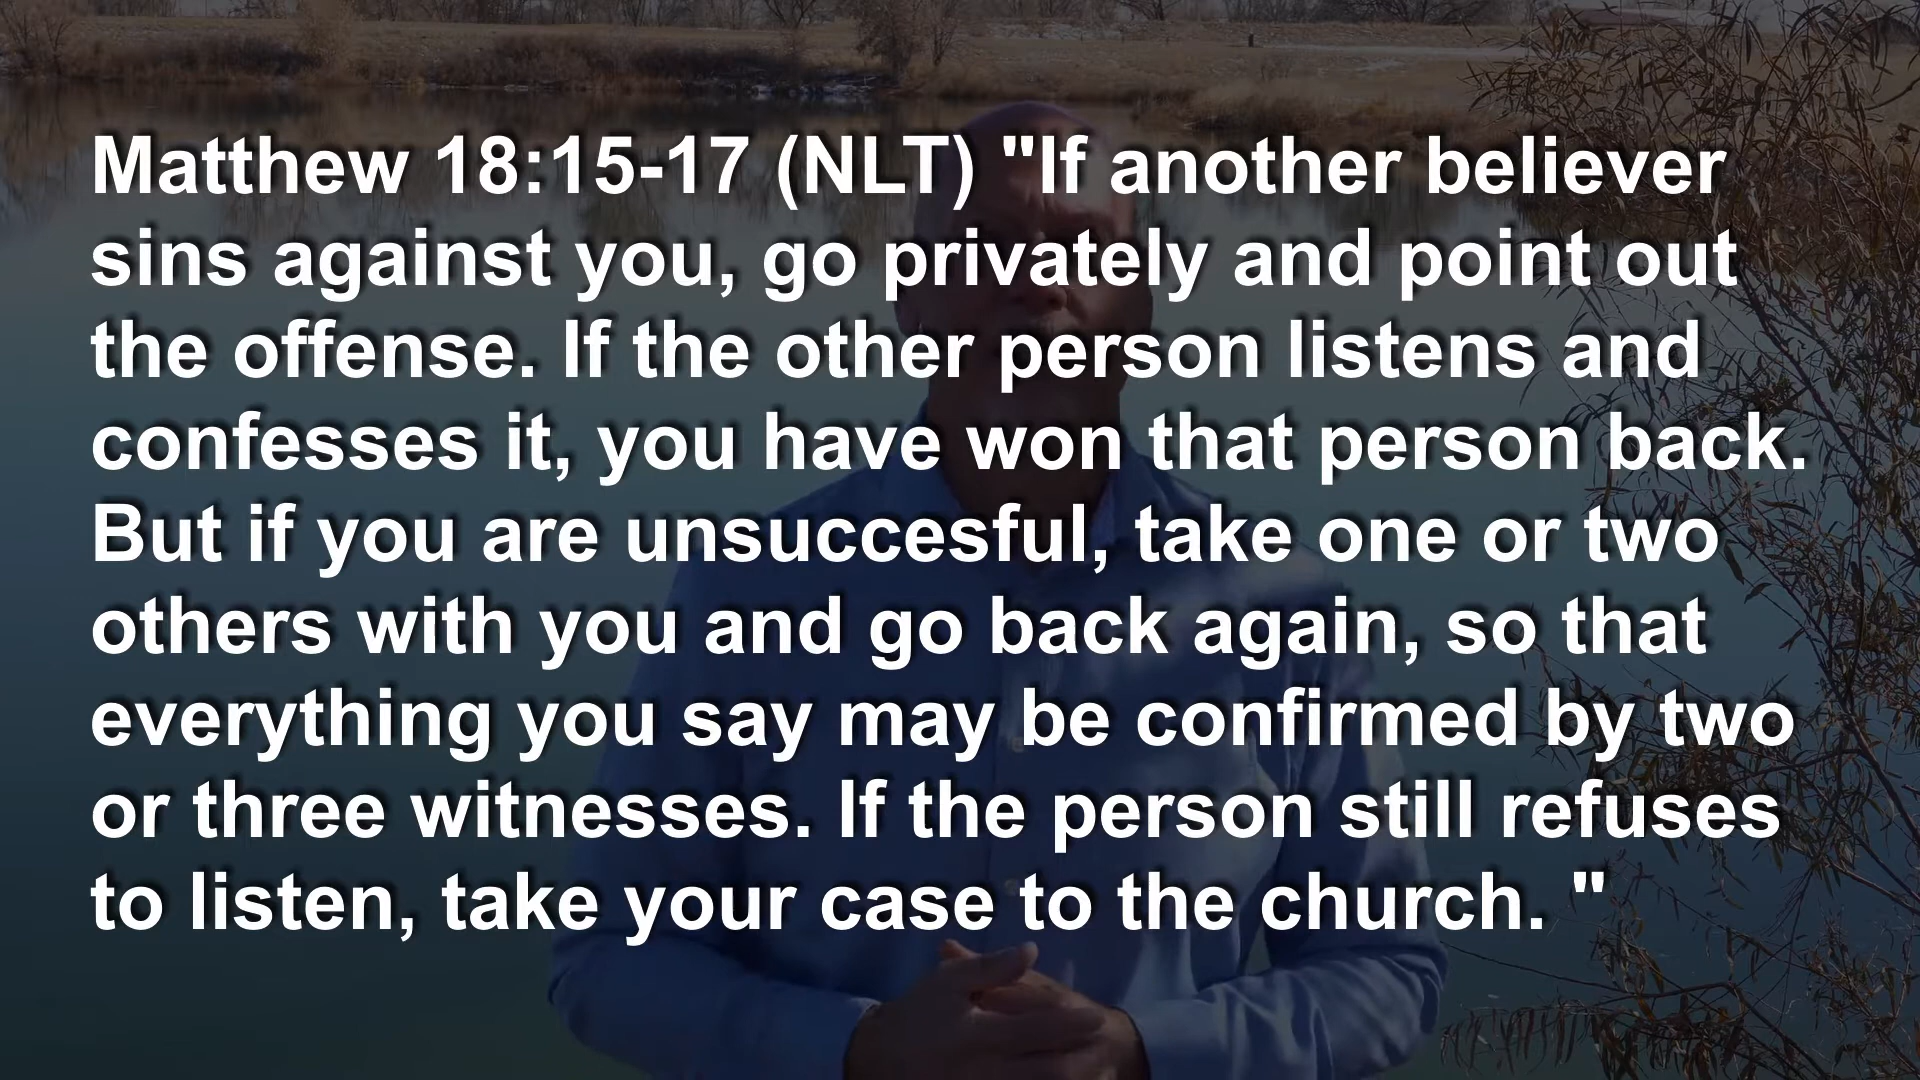 Matthew 18:15-17 (NLT) "If another believer
sins against you, go privately and point out
the offense. If the other person listens and
confesses it, you have won that person back.
But if you are unsuccesful, take one or two
others with you and go back again, so that
everything you say may be confirmed by two
or three witnesses. If the person still refuses
to listen, take your case to the church. "